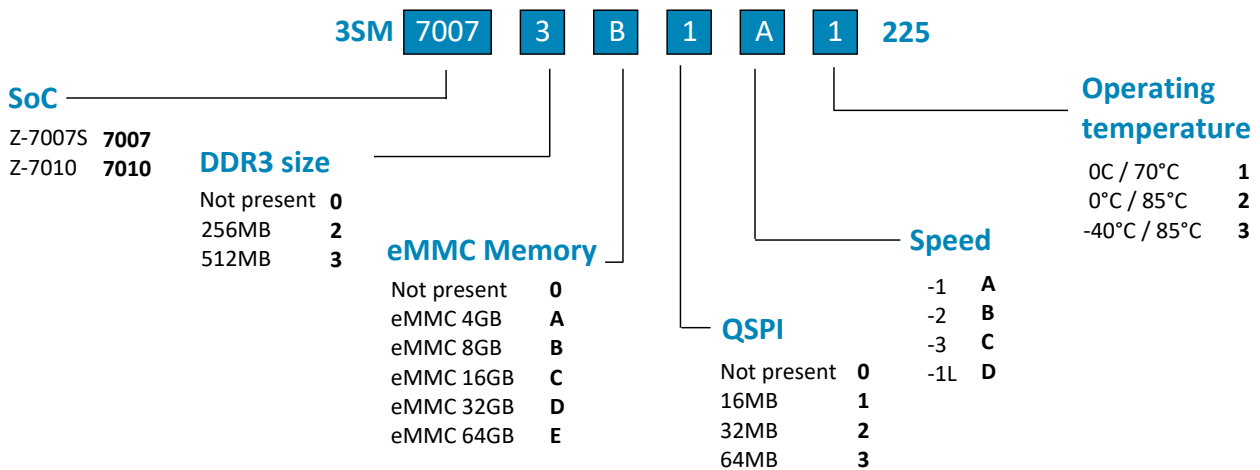 3SM 7007 3 B 1 A 1 225
SoC
Z-7007S 7007
Z-7010 7010
DDR3 size
Not present 0
256MB 2
512MB 3
eMMC Memory
Not present 0
eMMC 4GB A
eMMC 8GB B
eMMC 16GB C
eMMC 32GB D
eMMC 64GB E
QSPI
Not present 0
16MB 1
32MB 2
64MB 3
Speed
-1 A
-2 B
-3 C
-1L D
Operating
temperature
0C / 70°C 1
0°C / 85°C 2
-40°C / 85°C 3